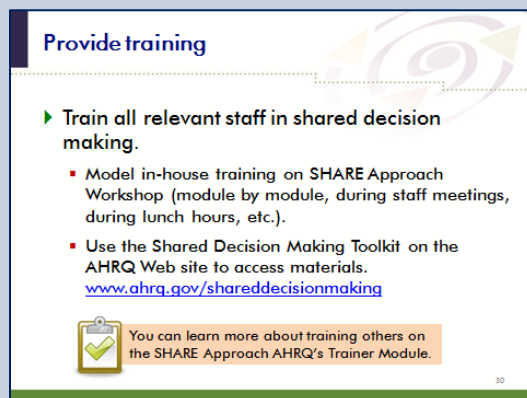 Provide training
Train all relevant staff in shared decision
making.
Model in-house training on SHARE Approach
Workshop (module by module, during staff meetings,
during lunch hours, etc.).
Use the Shared Decision Making Toolkit on the
AHRQ Web site to access materials.
www.ahrq.gov/shareddecisionmaking
You can learn more about training others on
the SHARE Approach AHRQ's Trainer Module.
30